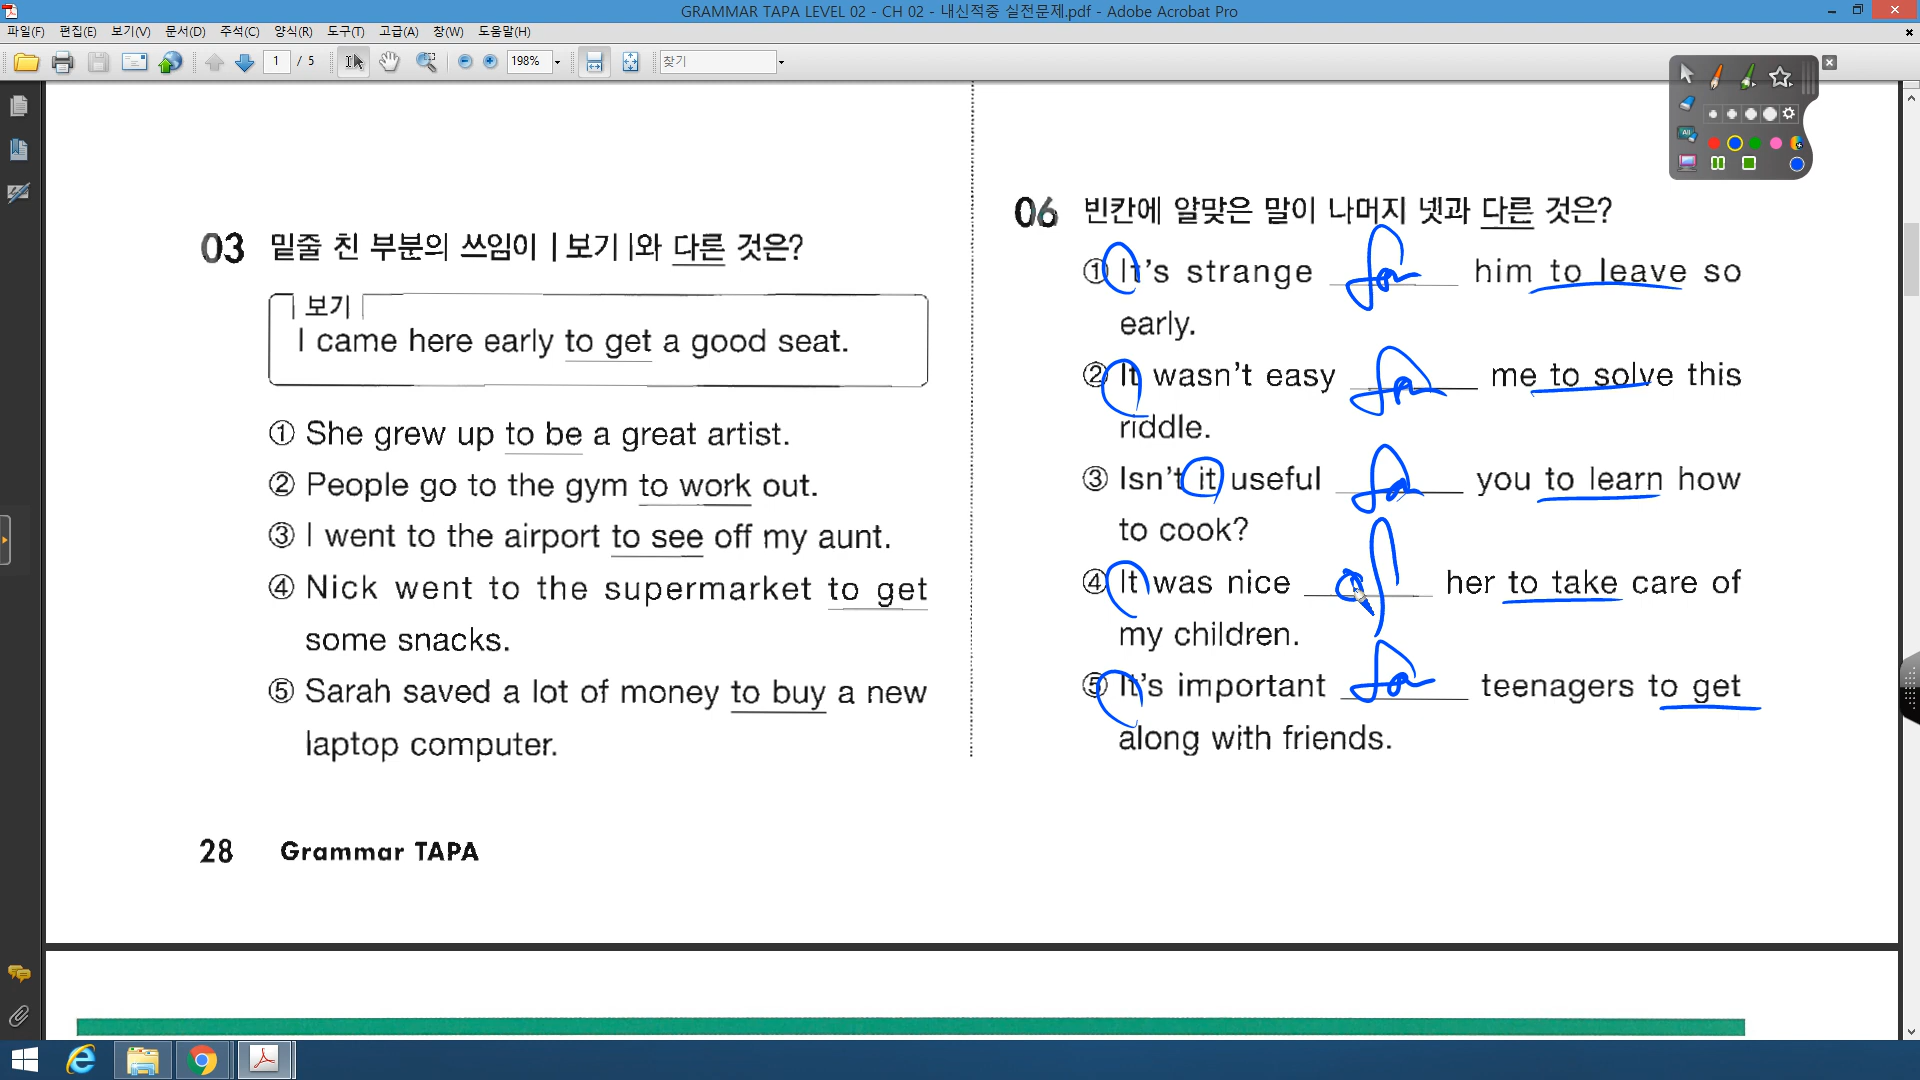 GRAMMAR TAPA LEVEL 02 - CH 02 - 내신적중 실전문제.pdf - Adobe Acrobat Pro
파일(F) 편집(E) 보기(V) 문서(D) 주석(C) 양식(R) 도구(T) 고급(A) 창(W) 도움말(H)
1 / 5 198% 찾기
All
03 밑줄 친 부분의 쓰임이 | 보기 |와 다른 것은?
보기
I came here early to get a good seat.
① She grew up to be a great artist.
② People go to the gym to work out.
③ I went to the airport to see off my aunt.
④ Nick went to the supermarket to get
some snacks.
⑤ Sarah saved a lot of money to buy a new
laptop computer.
28 Grammar TAPA
06 빈칸에 알맞은 말이 나머지 넷과 다른 것은?
① It's strange for him to leave so
early.
② It wasn't easy for me to solve this
riddle.
③ Isn't it useful for you to learn how
to cook?
④ It was nice of her to take care of
my children.
⑤ It's important for teenagers to get
along with friends.